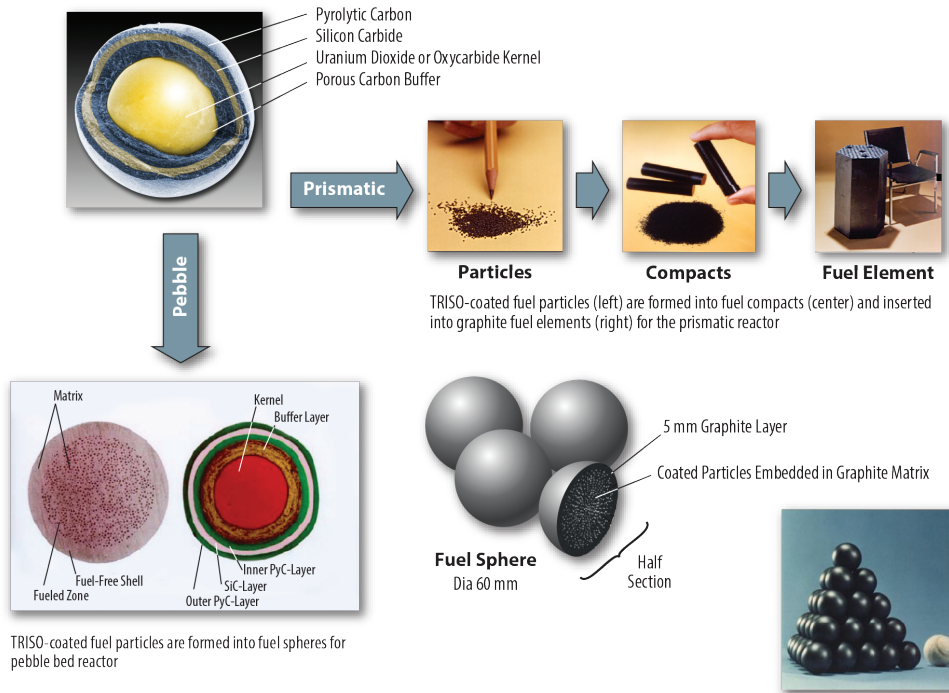 Pyrolytic Carbon
Silicon Carbide
Uranium Dioxide or Oxycarbide Kernel
Porous Carbon Buffer
Prismatic
Particles
Compacts
Fuel Element
TRISO-coated fuel particles (left) are formed into fuel compacts (center) and inserted
into graphite fuel elements (right) for the prismatic reactor
Pebble
Matrix
Kernel
Buffer Layer
Fuel-Free Shell
Fueled Zone
Inner PyC-Layer
SiC-Layer
Outer PyC-Layer
TRISO-coated fuel particles are formed into fuel spheres for
pebble bed reactor
5 mm Graphite Layer
Coated Particles Embedded in Graphite Matrix
Fuel Sphere
Dia 60 mm
Half
Section